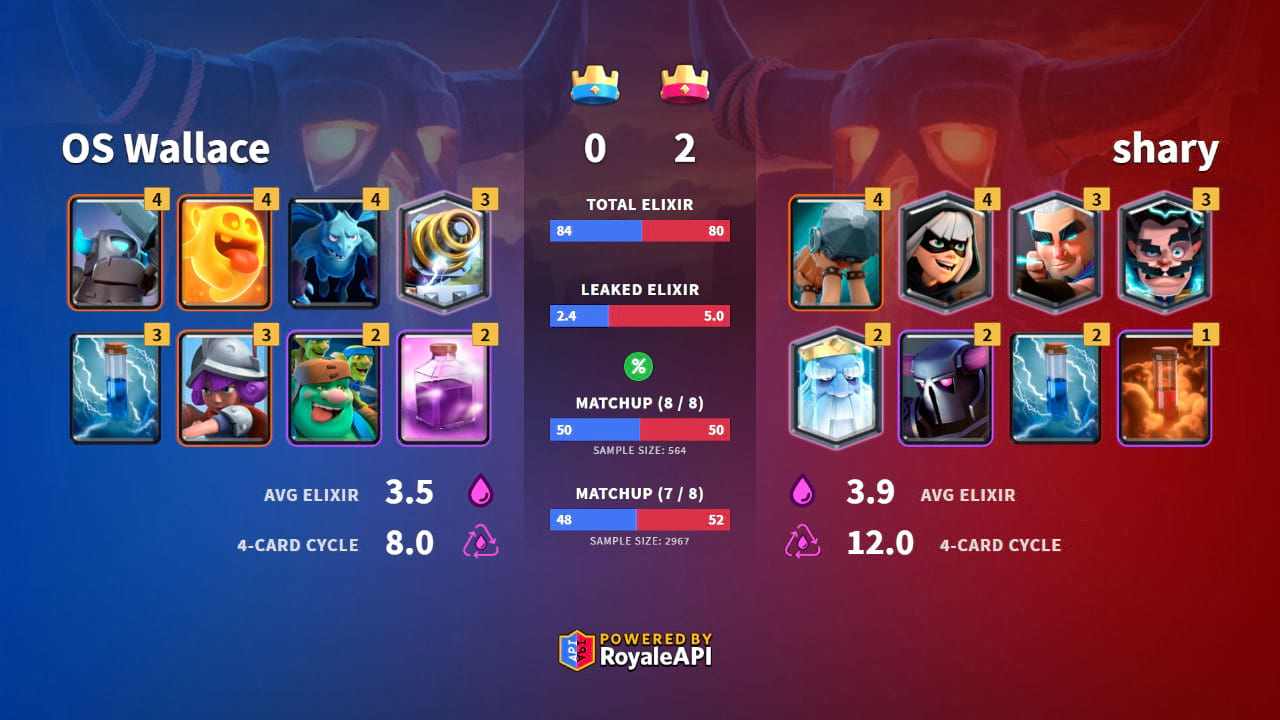 OS Wallace
4
4
4
3
3
3
2
2
AVG ELIXIR 3.5
4-CARD CYCLE 8.0
0 2
TOTAL ELIXIR
84 80
LEAKED ELIXIR
2.4 5.0
%
MATCHUP (8 / 8)
50 50
SAMPLE SIZE: 564
MATCHUP (7 / 8)
48 52
SAMPLE SIZE: 2967
shary
4
4
3
3
2
2
2
1
3.9 AVG ELIXIR
12.0 4-CARD CYCLE
API
POWERED BY
RoyaleAPI